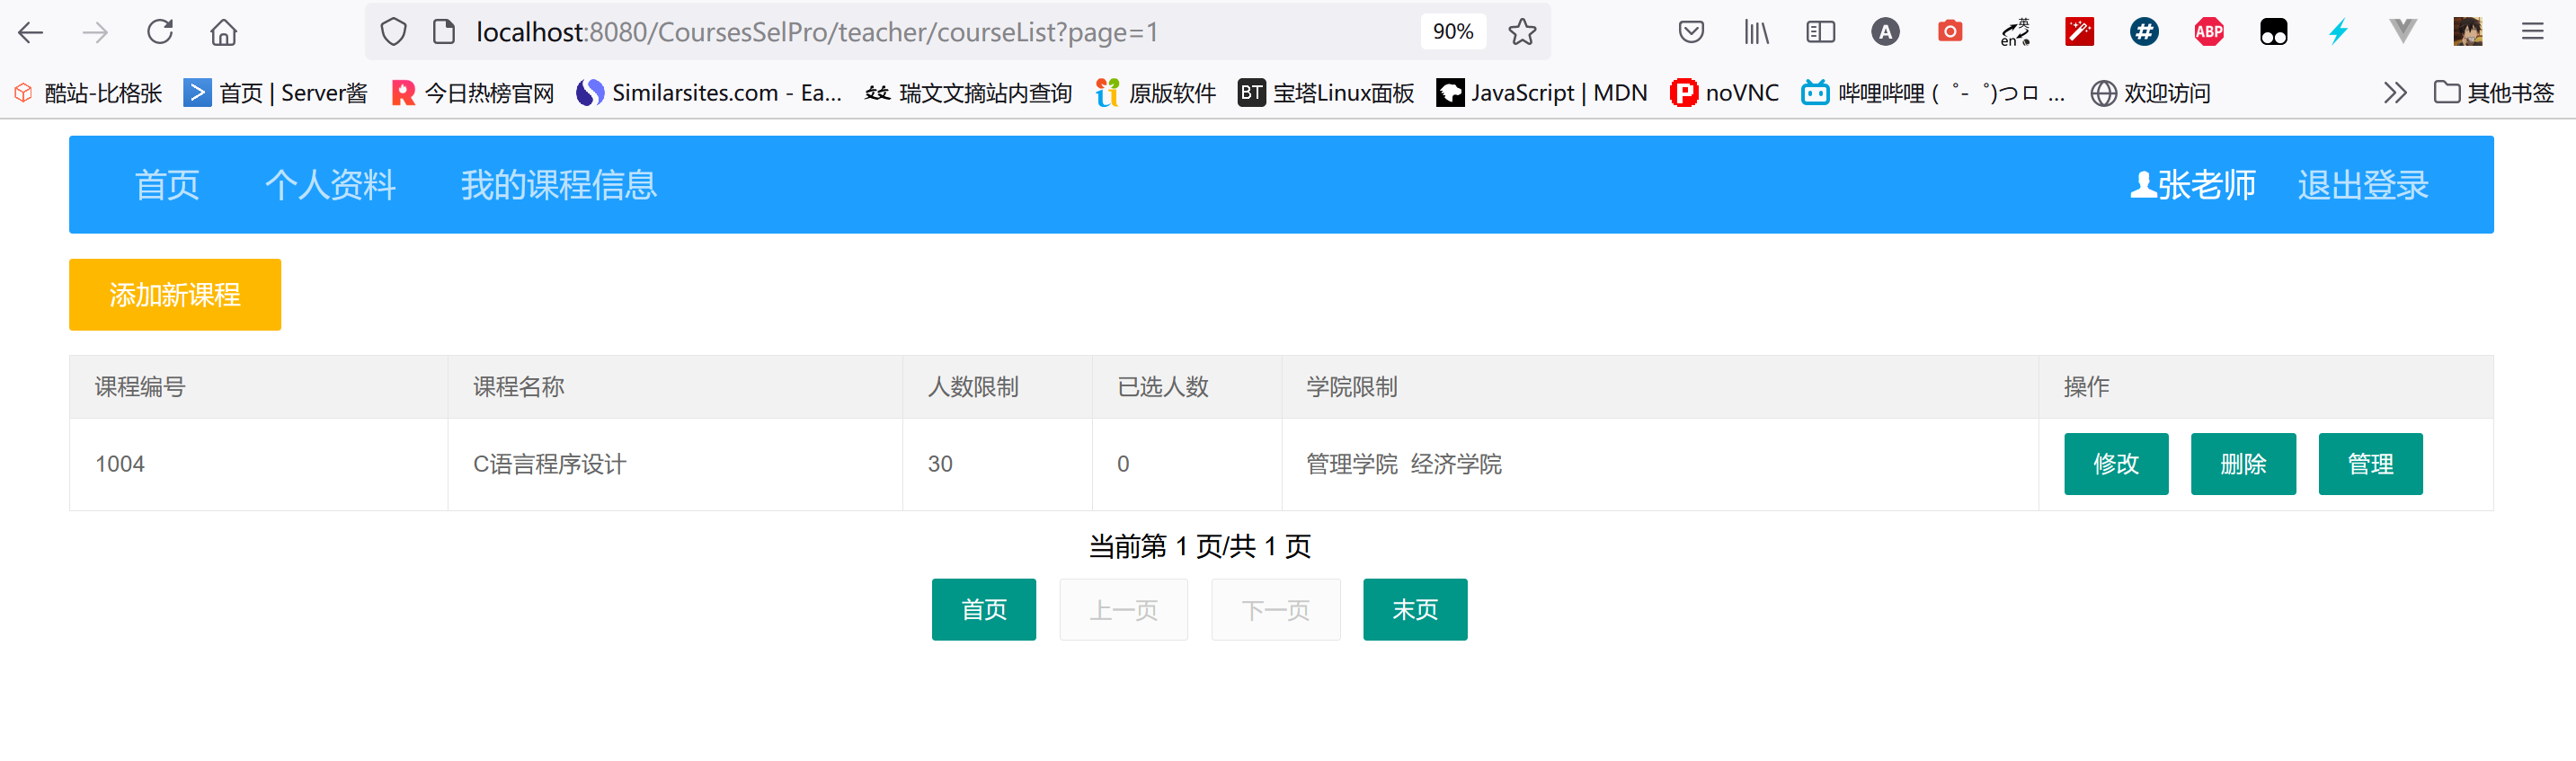 localhost:8080/CoursesSelPro/teacher/courseList?page=1 90% A 英 en # ABP
酷站-比格张 首页 | Server酱 今日热榜官网 Similarsites.com - Ea... 瑞文文摘站内查询 原版软件 BT 宝塔Linux面板 JavaScript | MDN noVNC 哔哩哔哩 ( ゜- ゜)つロ ... 欢迎访问 其他书签
首页 个人资料 我的课程信息 张老师 退出登录
添加新课程
课程编号 课程名称 人数限制 已选人数 学院限制 操作
1004 C语言程序设计 30 0 管理学院 经济学院 修改 删除 管理
当前第 1 页/共 1 页
首页 上一页 下一页 末页